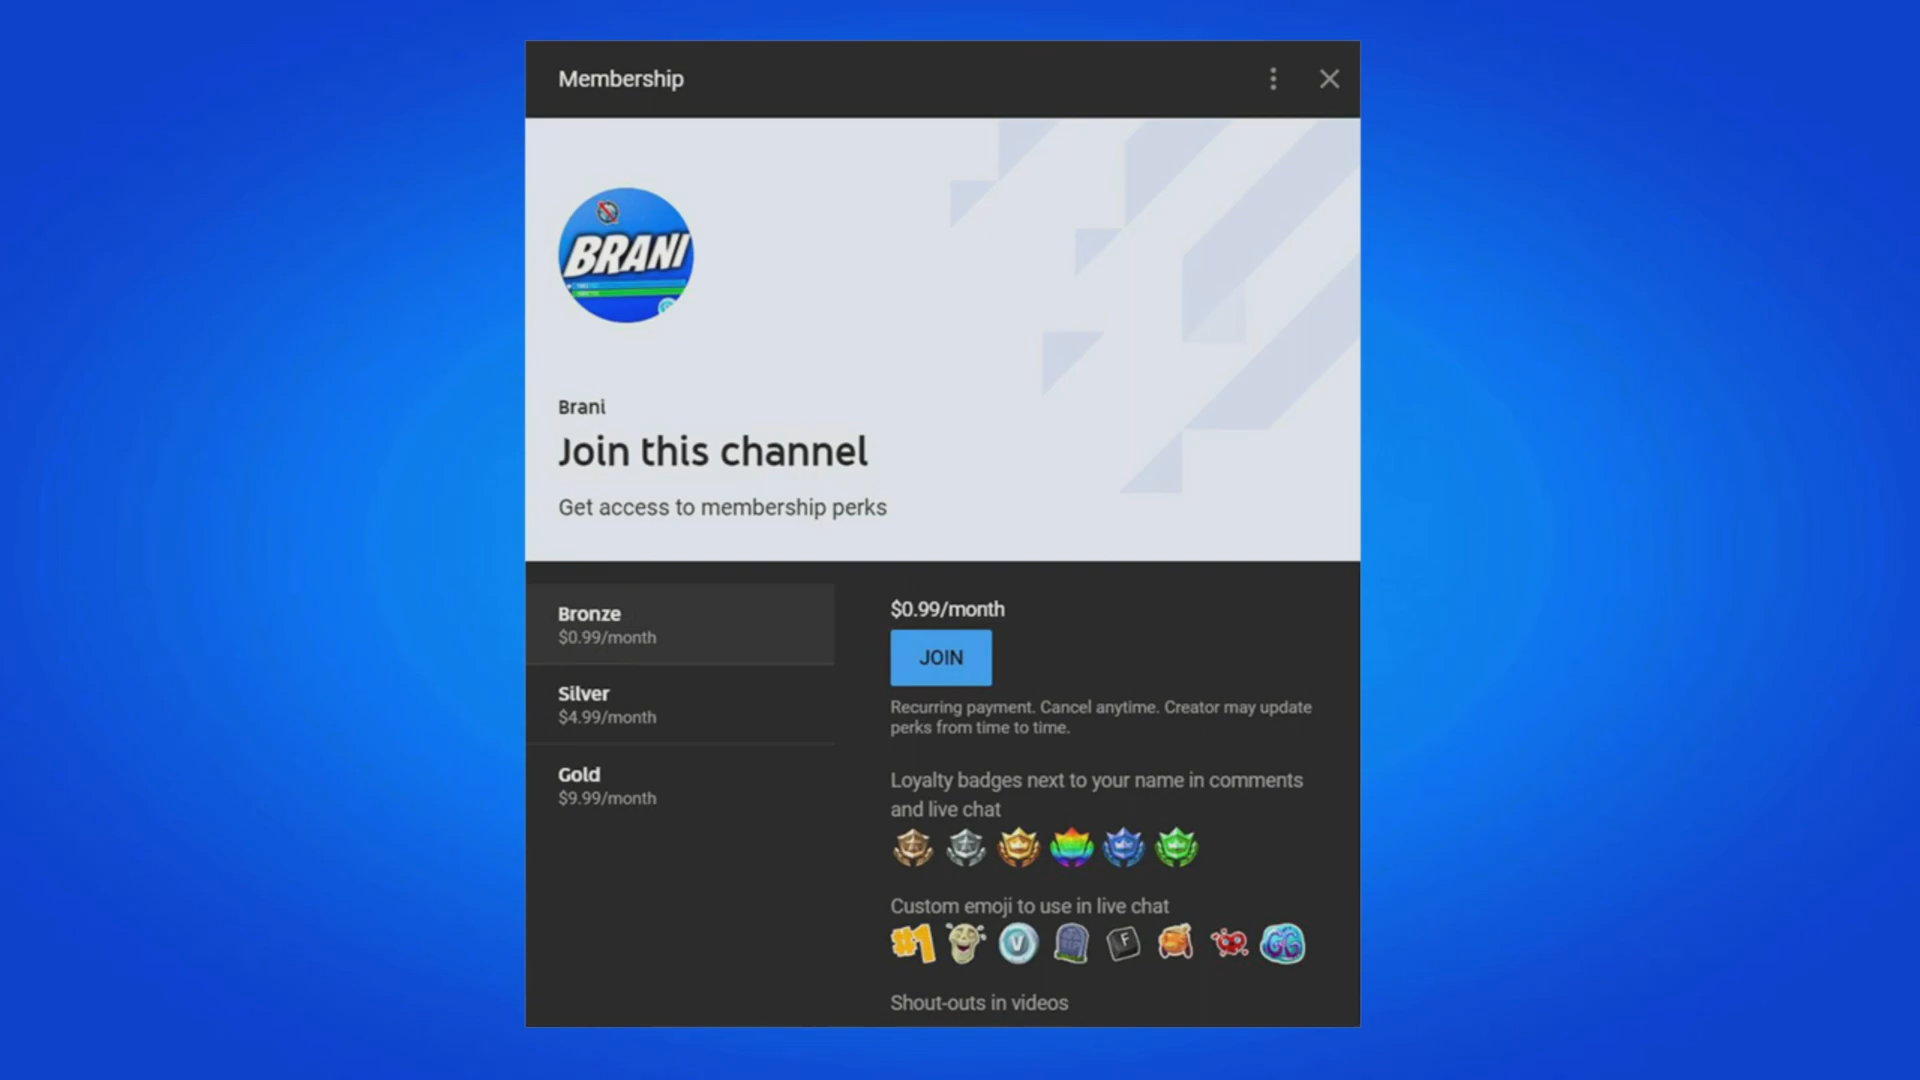 Membership
BRANI
Brani
Join this channel
Get access to membership perks
Bronze
$0.99/month
Silver
$4.99/month
Gold
$9.99/month
$0.99/month
JOIN
Recurring payment. Cancel anytime. Creator may update
perks from time to time.
Loyalty badges next to your name in comments
and live chat
Custom emoji to use in live chat
#1 V RIP F GG
Shout-outs in videos